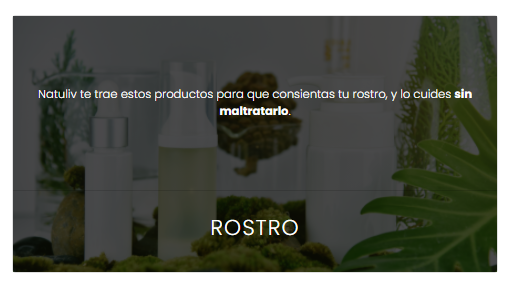 Natuliv te trae estos productos para que consientas tu rostro, y lo cuides sin
maltratarlo.
ROSTRO